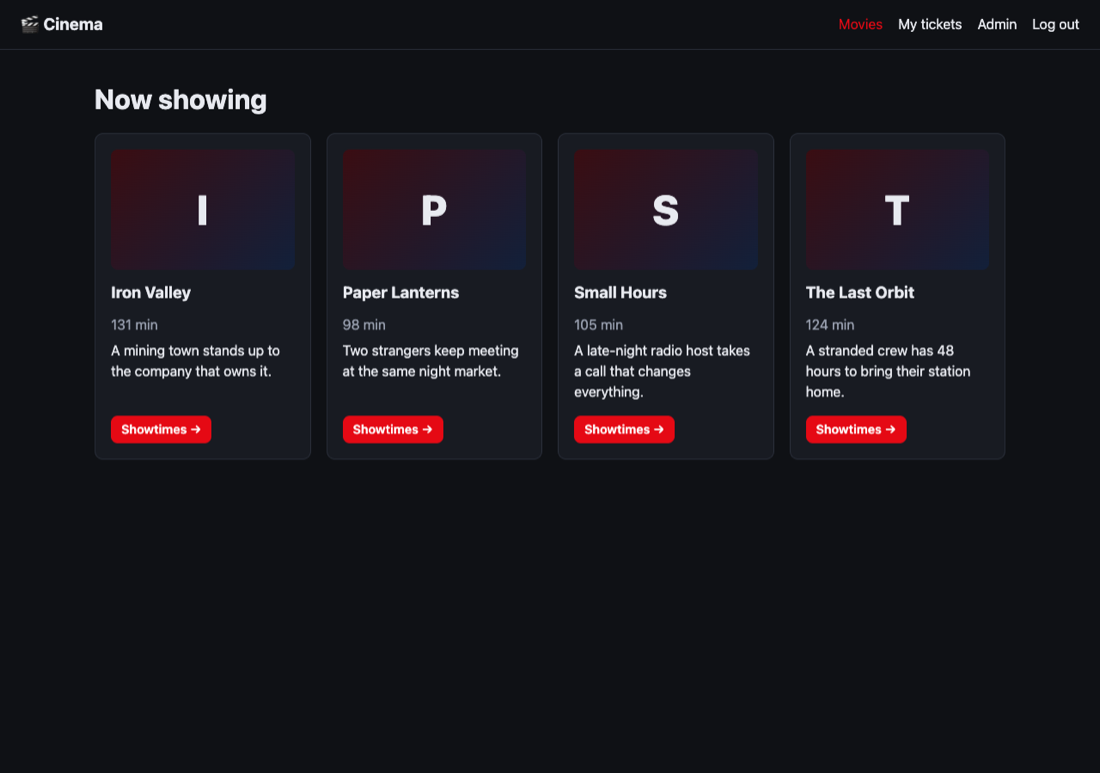 🎬 Cinema
Movies My tickets Admin Log out
Now showing
I
P
S
T
Iron Valley
131 min
A mining town stands up to
the company that owns it.
Showtimes →
Paper Lanterns
98 min
Two strangers keep meeting
at the same night market.
Showtimes →
Small Hours
105 min
A late-night radio host takes
a call that changes
everything.
Showtimes →
The Last Orbit
124 min
A stranded crew has 48
hours to bring their station
home.
Showtimes →